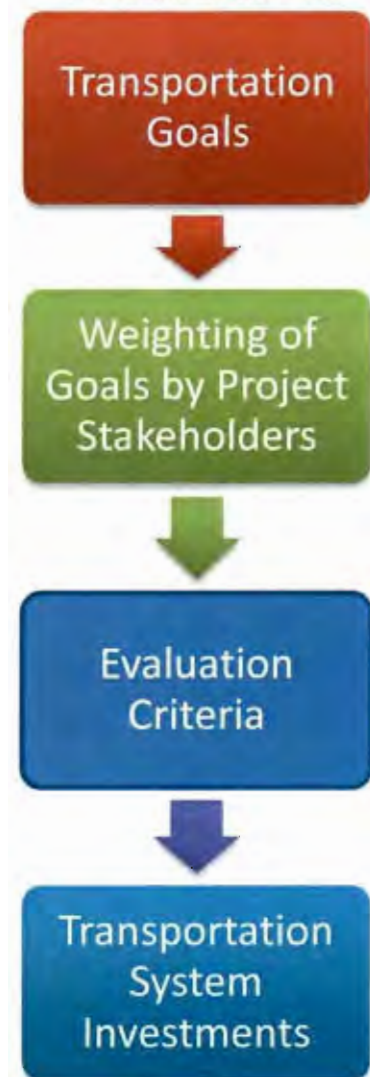 Transportation
Goals
Weighting of
Goals by Project
Stakeholders
Evaluation
Criteria
Transportation
System
Investments